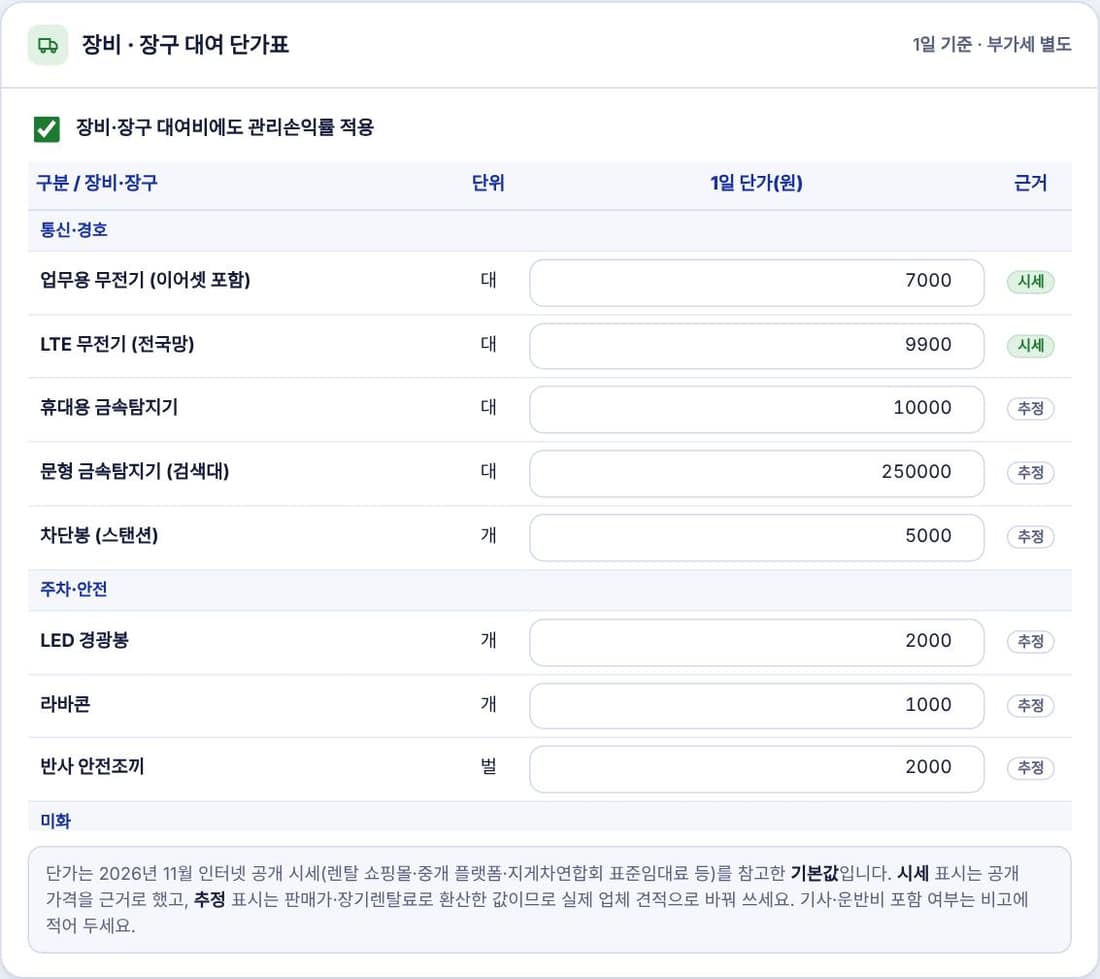 장비 · 장구 대여 단가표
1일 기준 · 부가세 별도
장비·장구 대여비에도 관리손익률 적용
구분 / 장비·장구 단위 1일 단가(원) 근거
통신·경호
업무용 무전기 (이어셋 포함) 대 7000 시세
LTE 무전기 (전국망) 대 9900 시세
휴대용 금속탐지기 대 10000 추정
문형 금속탐지기 (검색대) 대 250000 추정
차단봉 (스탠션) 개 5000 추정
주차·안전
LED 경광봉 개 2000 추정
라바콘 개 1000 추정
반사 안전조끼 벌 2000 추정
미화
단가는 2026년 11월 인터넷 공개 시세(렌탈 쇼핑몰·중개 플랫폼·지게차연합회 표준임대료 등)를 참고한 기본값입니다. 시세 표시는 공개
가격을 근거로 했고, 추정 표시는 판매가·장기렌탈료로 환산한 값이므로 실제 업체 견적으로 바꿔 쓰세요. 기사·운반비 포함 여부는 비고에
적어 두세요.